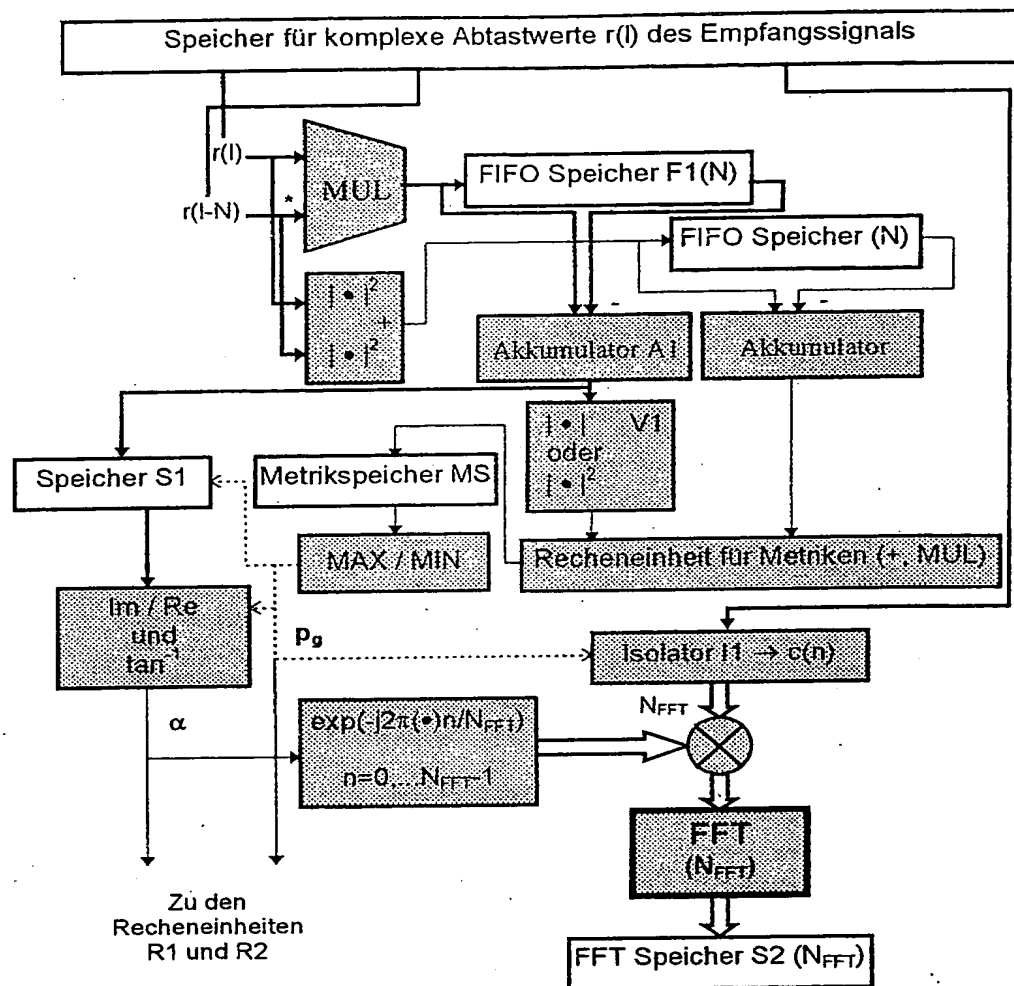 Speicher für komplexe Abtastwerte r(l) des Empfangssignals
r(l)
r(l-N)
*
MUL
FIFO Speicher F1(N)
FIFO Speicher (N)
| • |²
+
| • |²
-
-
Akkumulator A1
Akkumulator
| • | V1
oder
| • |²
Speicher S1
Metrikspeicher MS
MAX / MIN
Recheneinheit für Metriken (+, MUL)
Im / Re
und
tan⁻¹
p_g
Isolator I1 → c(n)
N_FFT
α
exp(-j2π(•)n/N_FFT)
n=0,...N_FFT-1
FFT
(N_FFT)
Zu den
Recheneinheiten
R1 und R2
FFT Speicher S2 (N_FFT)